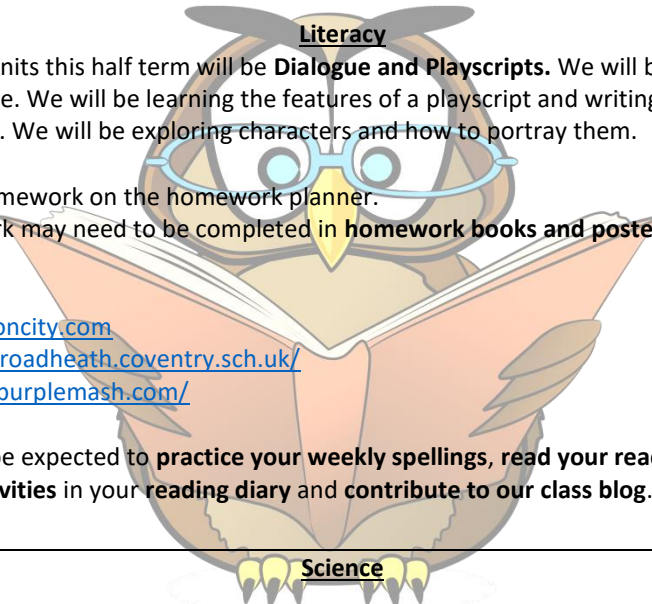 Literacy
nits this half term will be Dialogue and Playscripts. We will b
e. We will be learning the features of a playscript and writing
. We will be exploring characters and how to portray them.
mework on the homework planner.
rk may need to be completed in homework books and poste
oncity.com
roadheath.coventry.sch.uk/
purplemash.com/
be expected to practice your weekly spellings, read your read
vities in your reading diary and contribute to our class blog.
Science